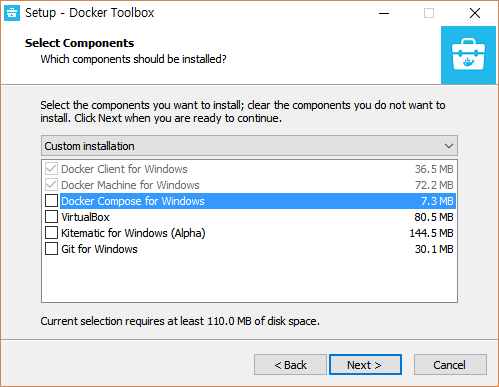 Setup - Docker Toolbox
Select Components
Which components should be installed?
Select the components you want to install; clear the components you do not want to
install. Click Next when you are ready to continue.
Custom installation
Docker Client for Windows 36.5 MB
Docker Machine for Windows 72.2 MB
Docker Compose for Windows 7.3 MB
VirtualBox 80.5 MB
Kitematic for Windows (Alpha) 144.5 MB
Git for Windows 30.1 MB
Current selection requires at least 110.0 MB of disk space.
< Back Next > Cancel